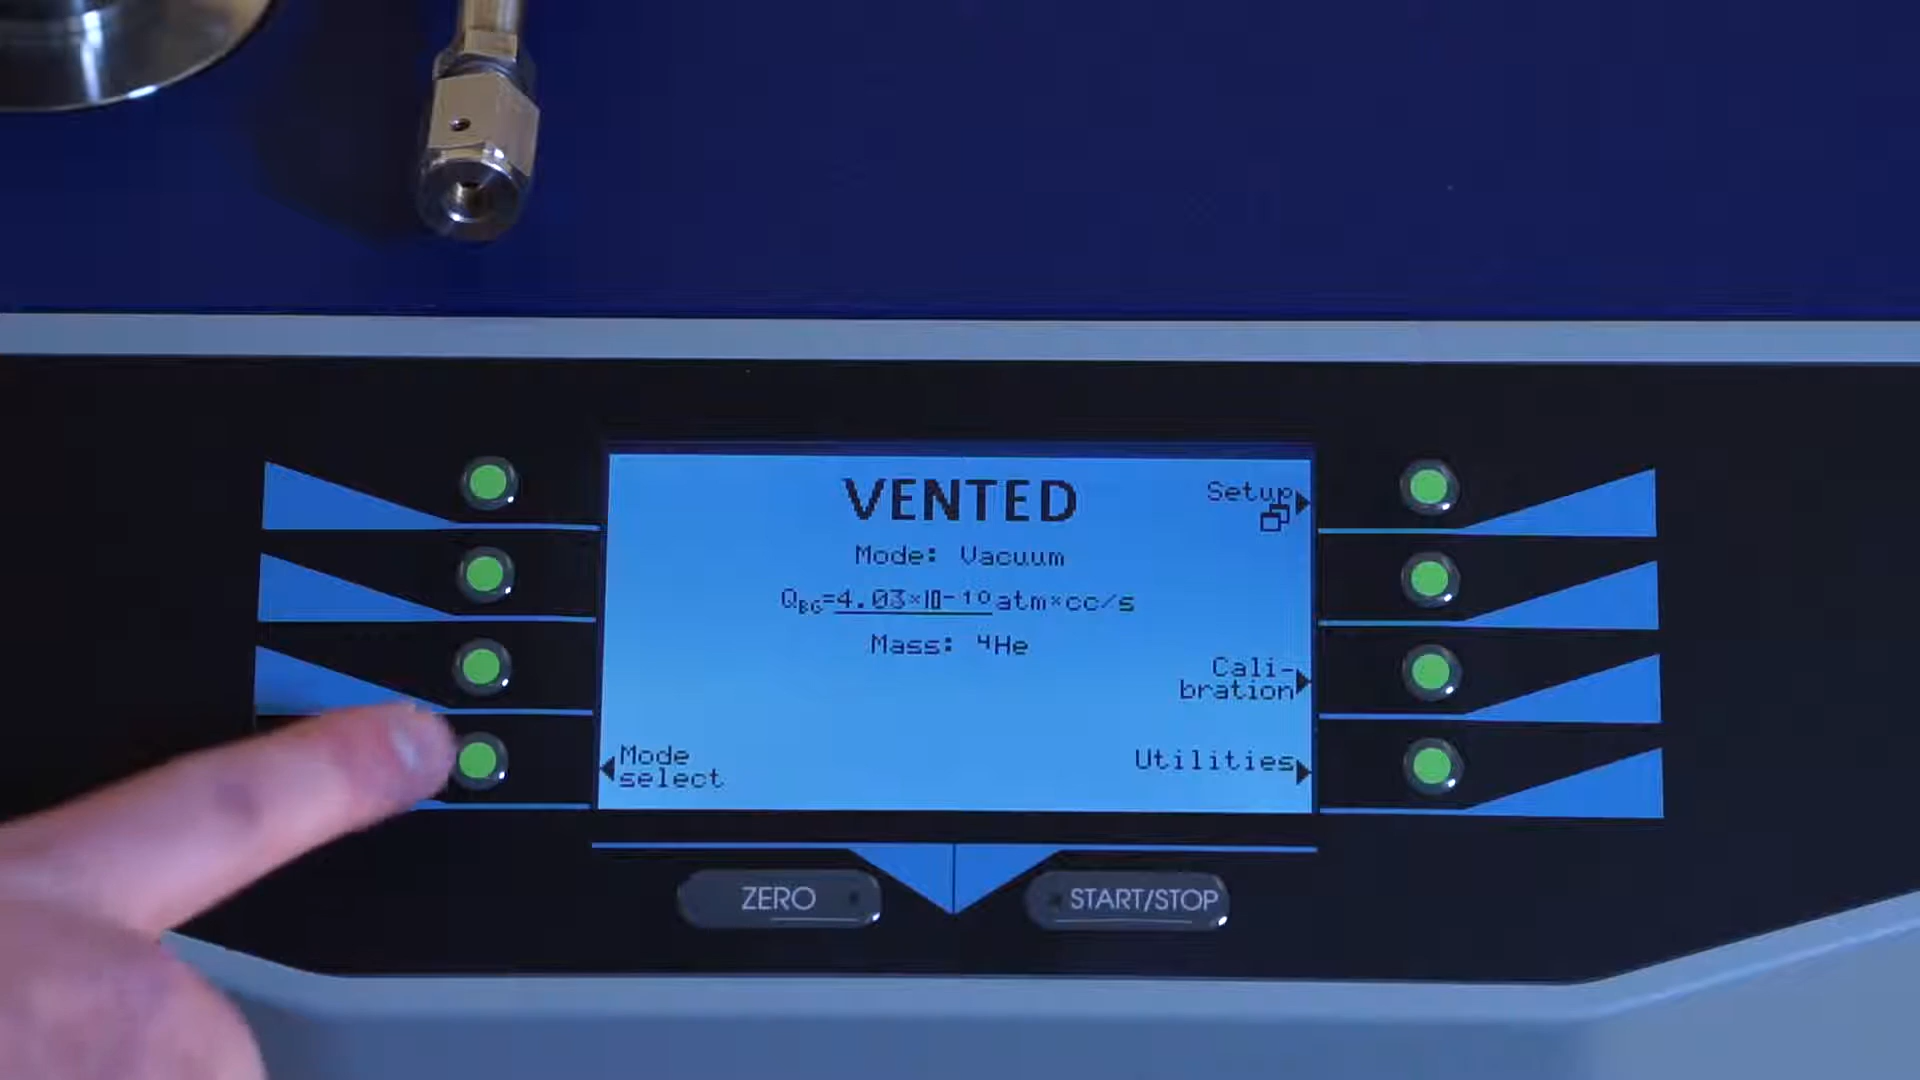 VENTED
Setup
Mode: Vacuum
QBG=4.03×10⁻¹⁰atm×cc/s
Mass: ⁴He
Cali-
bration
Mode
select
Utilities
ZERO
START/STOP